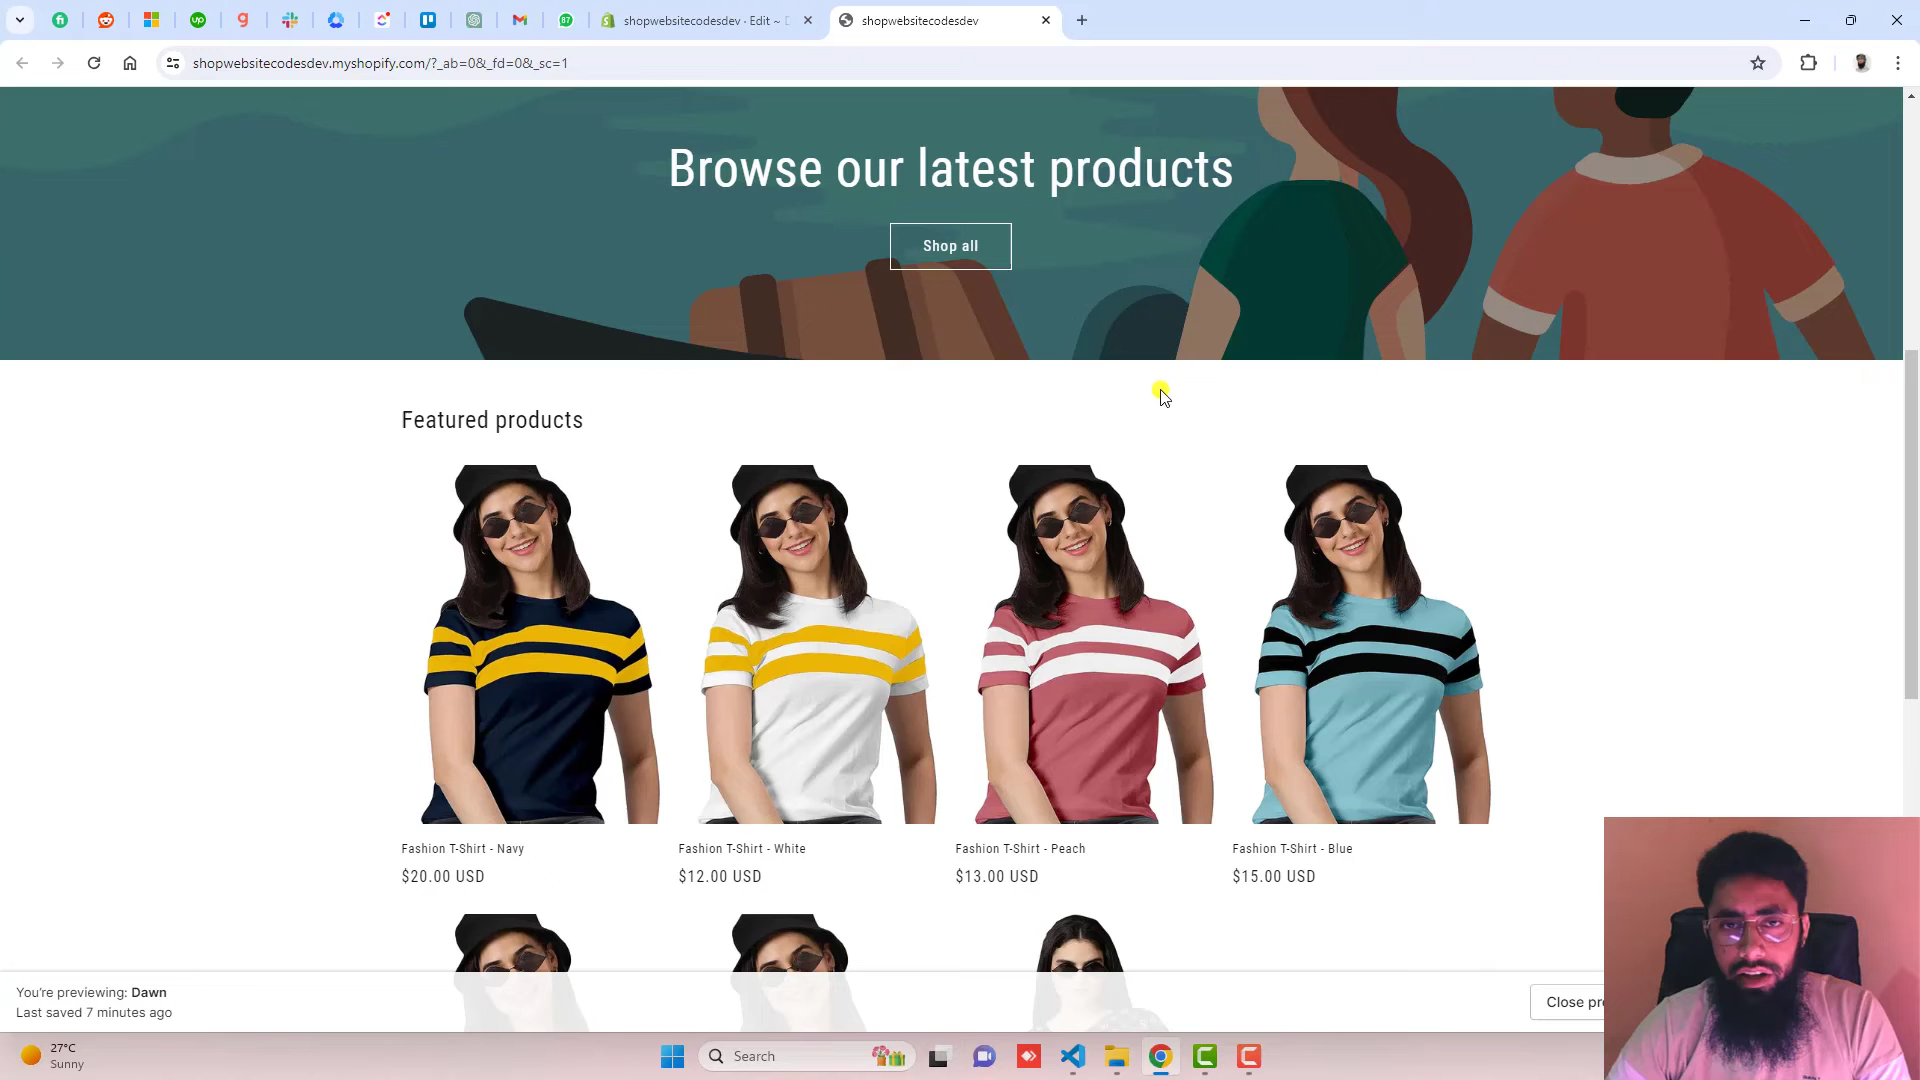 shopwebsitecodesdev · Edit ~
shopwebsitecodesdev
shopwebsitecodesdev.myshopify.com/?_ab=0&_fd=0&_sc=1
Browse our latest products
Shop all
Featured products
Fashion T-Shirt - Navy
$20.00 USD
Fashion T-Shirt - White
$12.00 USD
Fashion T-Shirt - Peach
$13.00 USD
Fashion T-Shirt - Blue
$15.00 USD
You're previewing: Dawn
Last saved 7 minutes ago
Close pre
27°C
Sunny
Search